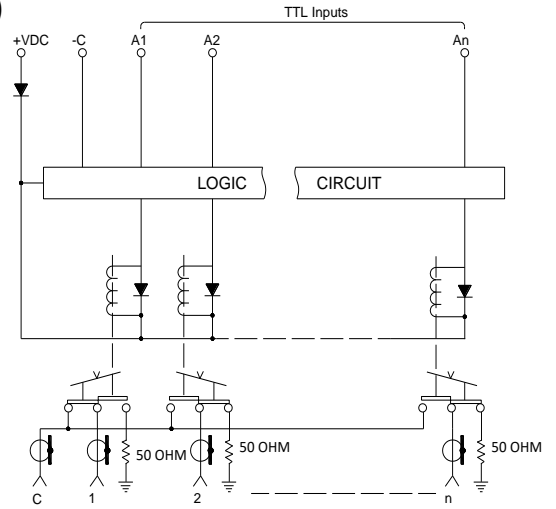 )
TTL Inputs
+VDC -C A1 A2 An
LOGIC CIRCUIT
50 OHM 50 OHM 50 OHM
C 1 2 n